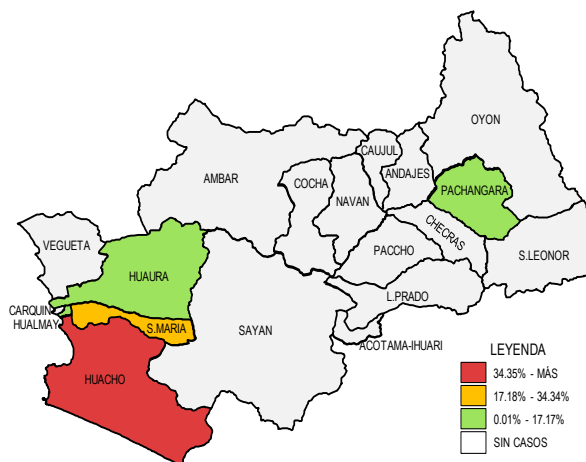 OYON
CAUJUL
ANDAJES
COCHA
AMBAR
NAVAN
PACHANGARA
CHECRAS
VEGUETA
PACCHO
S.LEONOR
HUAURA
L.PRADO
CARQUIN
HUALMAY
S.MARIA
SAYAN
ACOTAMA-IHUARI
HUACHO
LEYENDA
34.35% - MÁS
17.18% - 34.34%
0.01% - 17.17%
SIN CASOS